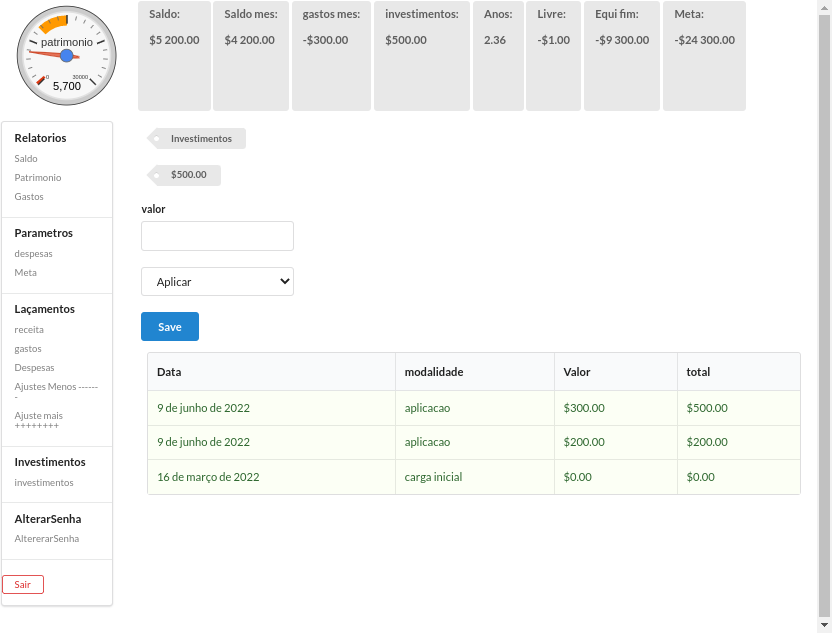 patrimonio
0 30000
5,700
Saldo: Saldo mes: gastos mes: investimentos: Anos: Livre: Equi fim: Meta:
$5 200.00 $4 200.00 -$300.00 $500.00 2.36 -$1.00 -$9 300.00 -$24 300.00
Relatorios
Saldo
Patrimonio
Gastos
Parametros
despesas
Meta
Laçamentos
receita
gastos
Despesas
Ajustes Menos ------
-
Ajuste mais
++++++++
Investimentos
investimentos
AlterarSenha
AltererarSenha
Sair
Investimentos
$500.00
valor
Aplicar
Save
Data modalidade Valor total
9 de junho de 2022 aplicacao $300.00 $500.00
9 de junho de 2022 aplicacao $200.00 $200.00
16 de março de 2022 carga inicial $0.00 $0.00